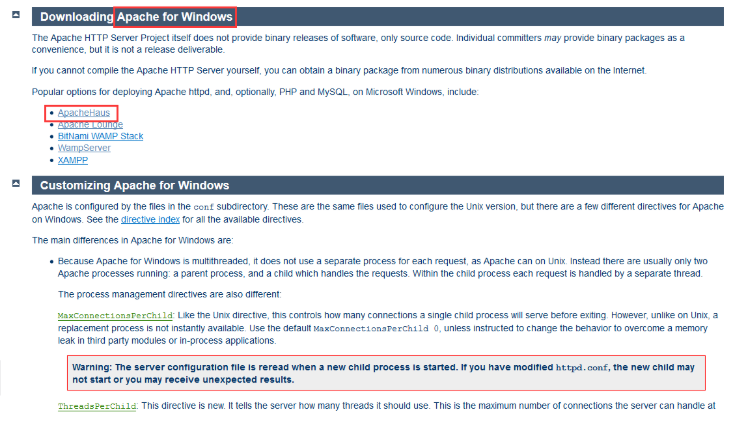 Downloading Apache for Windows
The Apache HTTP Server Project itself does not provide binary releases of software, only source code. Individual committers may provide binary packages as a
convenience, but it is not a release deliverable.
If you cannot compile the Apache HTTP Server yourself, you can obtain a binary package from numerous binary distributions available on the Internet.
Popular options for deploying Apache httpd, and, optionally, PHP and MySQL, on Microsoft Windows, include:
• ApacheHaus
• Apache Lounge
• BitNami WAMP Stack
• WampServer
• XAMPP
Customizing Apache for Windows
Apache is configured by the files in the conf subdirectory. These are the same files used to configure the Unix version, but there are a few different directives for Apache
on Windows. See the directive index for all the available directives.
The main differences in Apache for Windows are:
• Because Apache for Windows is multithreaded, it does not use a separate process for each request, as Apache can on Unix. Instead there are usually only two
Apache processes running: a parent process, and a child which handles the requests. Within the child process each request is handled by a separate thread.
The process management directives are also different:
MaxConnectionsPerChild: Like the Unix directive, this controls how many connections a single child process will serve before exiting. However, unlike on Unix, a
replacement process is not instantly available. Use the default MaxConnectionsPerChild 0, unless instructed to change the behavior to overcome a memory
leak in third party modules or in-process applications.
Warning: The server configuration file is reread when a new child process is started. If you have modified httpd.conf, the new child may
not start or you may receive unexpected results.
ThreadsPerChild: This directive is new. It tells the server how many threads it should use. This is the maximum number of connections the server can handle at